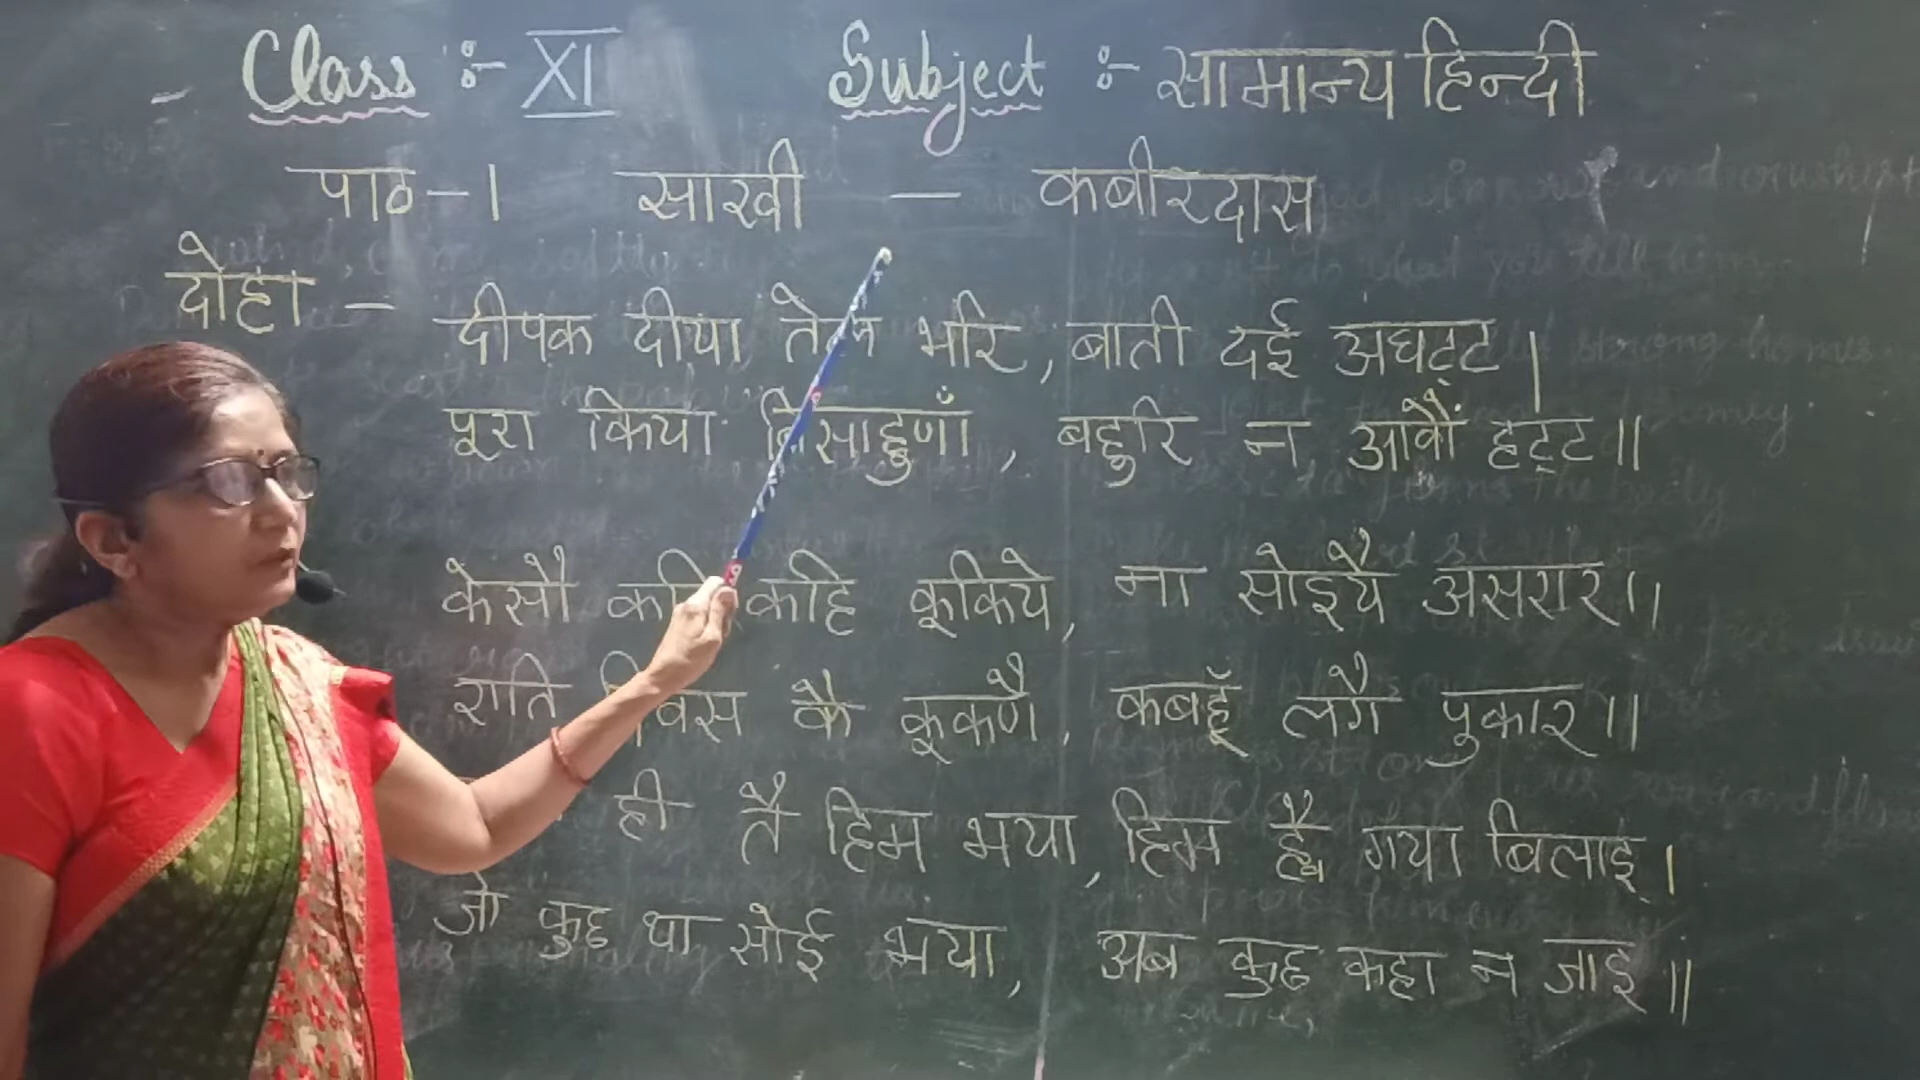 Class :- XI Subject :- सामान्य हिन्दी
पाठ-1 साखी - कबीरदास
दोहा -
दीपक दीया तेल भरि, बाती दई अघट्ट।
पूरा किया बिसाहुणाँ, बहुरि न आवौं हट्ट॥
केसौ कहि कहि कूकिये, ना सोइयै असरार।।
राति दिवस कै कूकणै, कबहूँ लगै पुकार॥
ही तै हिम भया, हिम ह्वै गया बिलाइ।
जो कुछ था सोई भया, अब कुछ कहा न जाइ॥